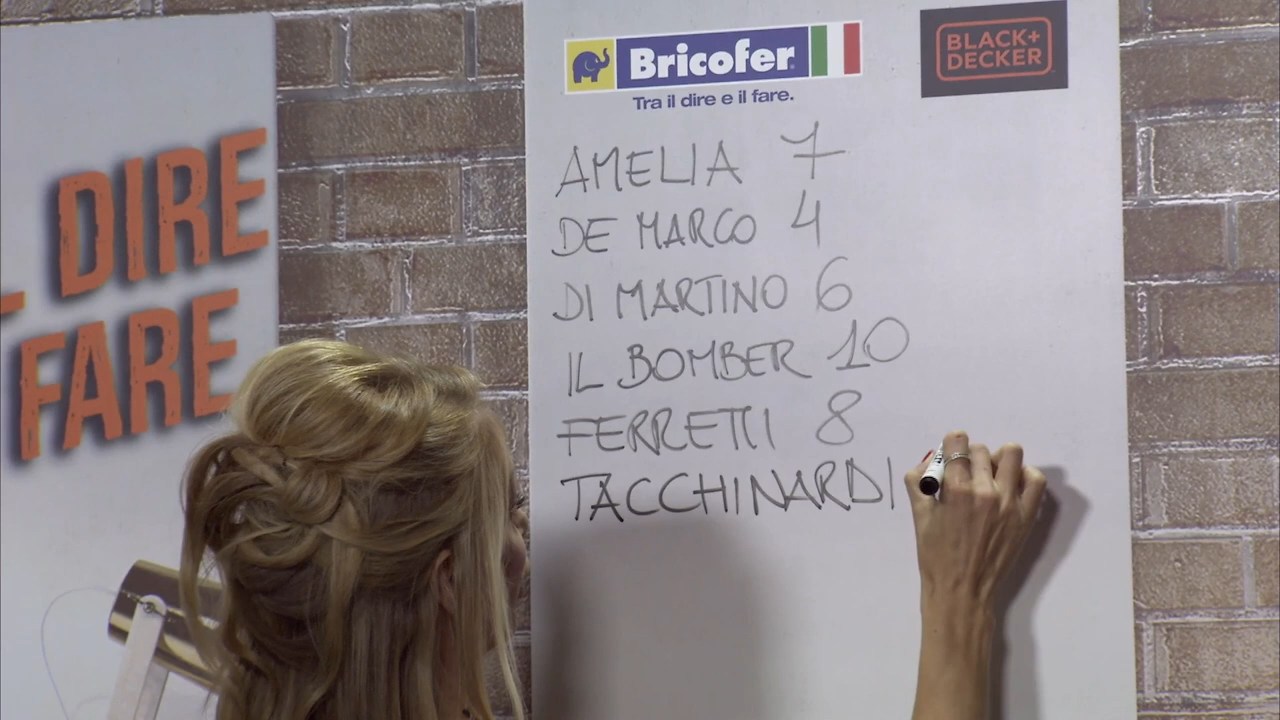 L DIRE
FARE
Bricofer
Tra il dire e il fare.
BLACK+
DECKER
AMELIA 7
DE MARCO 4
DI MARTINO 6
IL BOMBER 10
FERRETTI 8
TACCHINARDI